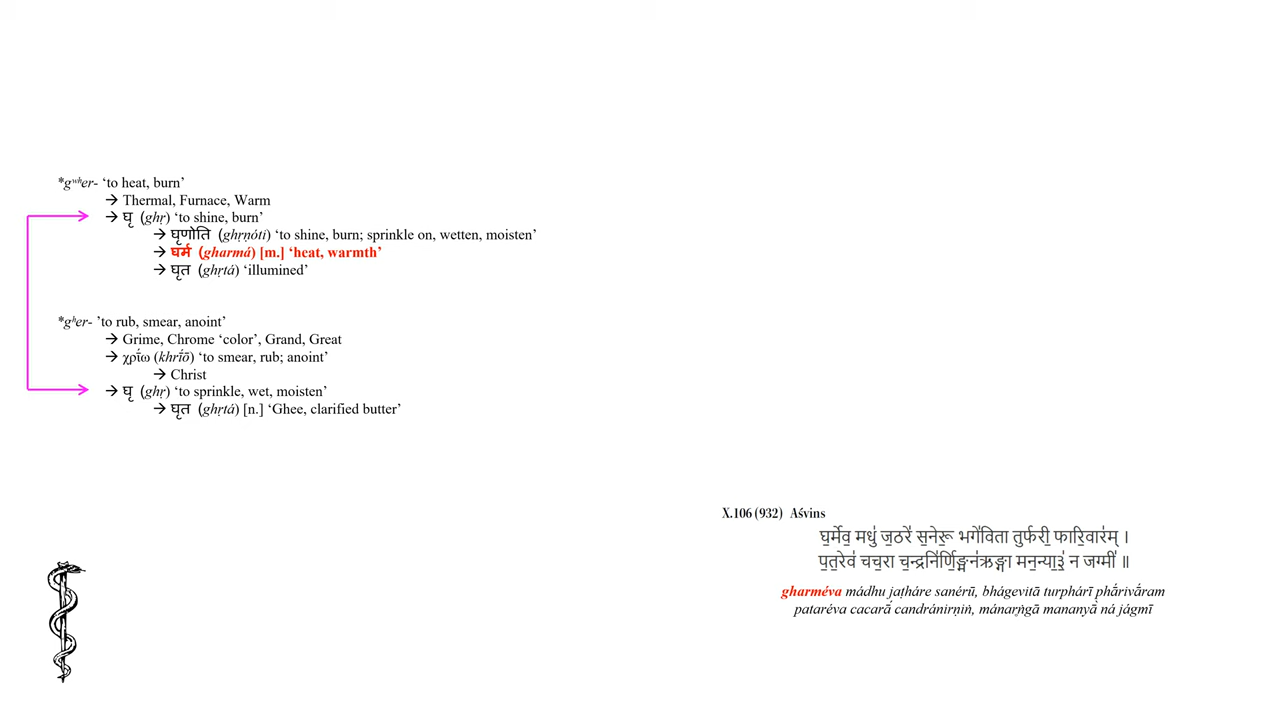 *gʷʰer- ‘to heat, burn’
→ Thermal, Furnace, Warm
→ घृ (ghṛ) ‘to shine, burn’
→ घृणोति (ghṛṇóti) ‘to shine, burn; sprinkle on, wetten, moisten’
→ घर्म (gharmá) [m.] ‘heat, warmth’
→ घृत (ghṛtá) ‘illumined’
*gʰer- ’to rub, smear, anoint’
→ Grime, Chrome ‘color’, Grand, Great
→ χρῑ́ω (khrī́ō) ‘to smear, rub; anoint’
→ Christ
→ घृ (ghṛ) ‘to sprinkle, wet, moisten’
→ घृत (ghṛtá) [n.] ‘Ghee, clarified butter’
X.106 (932) Aśvins
घ॒र्मेव॒ मधु॑ ज॒ठरे॑ स॒नेरू॒ भगे॑विता तु॒र्फरी॒ फारि॒वार॑म् ।
प॒त॒रेव॑ चच॒रा च॒न्द्रनि॑र्णि॒ङ्मन॑ऋङ्गा मन॒न्या॒३॒॑ न जग्मी॑ ॥
gharméva mádhu jaṭháre sanérū, bhágevitā turphárī phā́rivā́ram
pataréva cacarā́ candránirṇiṅ, mánarṅgā mananyā̀ ná jágmī